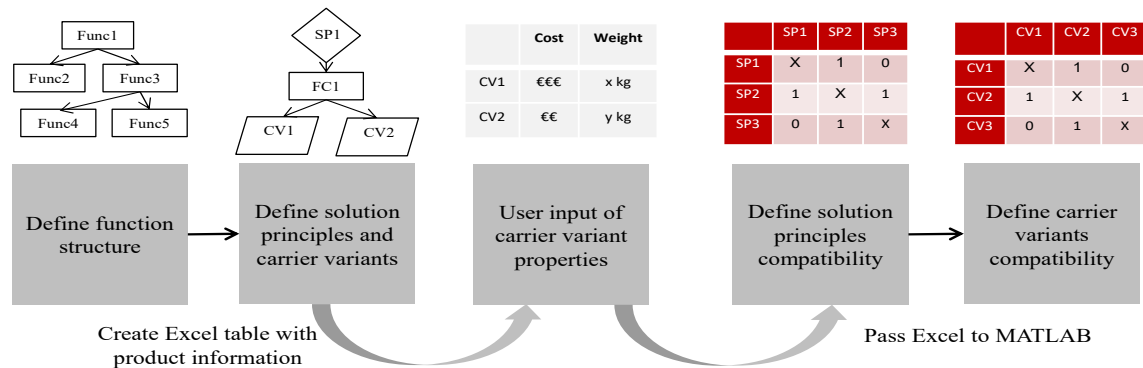 Func1
Func2 Func3
Func4 Func5
SP1
FC1
CV1 CV2
Cost Weight
CV1 €€€ x kg
CV2 €€ y kg
SP1 SP2 SP3
SP1 X 1 0
SP2 1 X 1
SP3 0 1 X
CV1 CV2 CV3
CV1 X 1 0
CV2 1 X 1
CV3 0 1 X
Define function
structure
Define solution
principles and
carrier variants
User input of
carrier variant
properties
Define solution
principles
compatibility
Define carrier
variants
compatibility
Create Excel table with
product information
Pass Excel to MATLAB